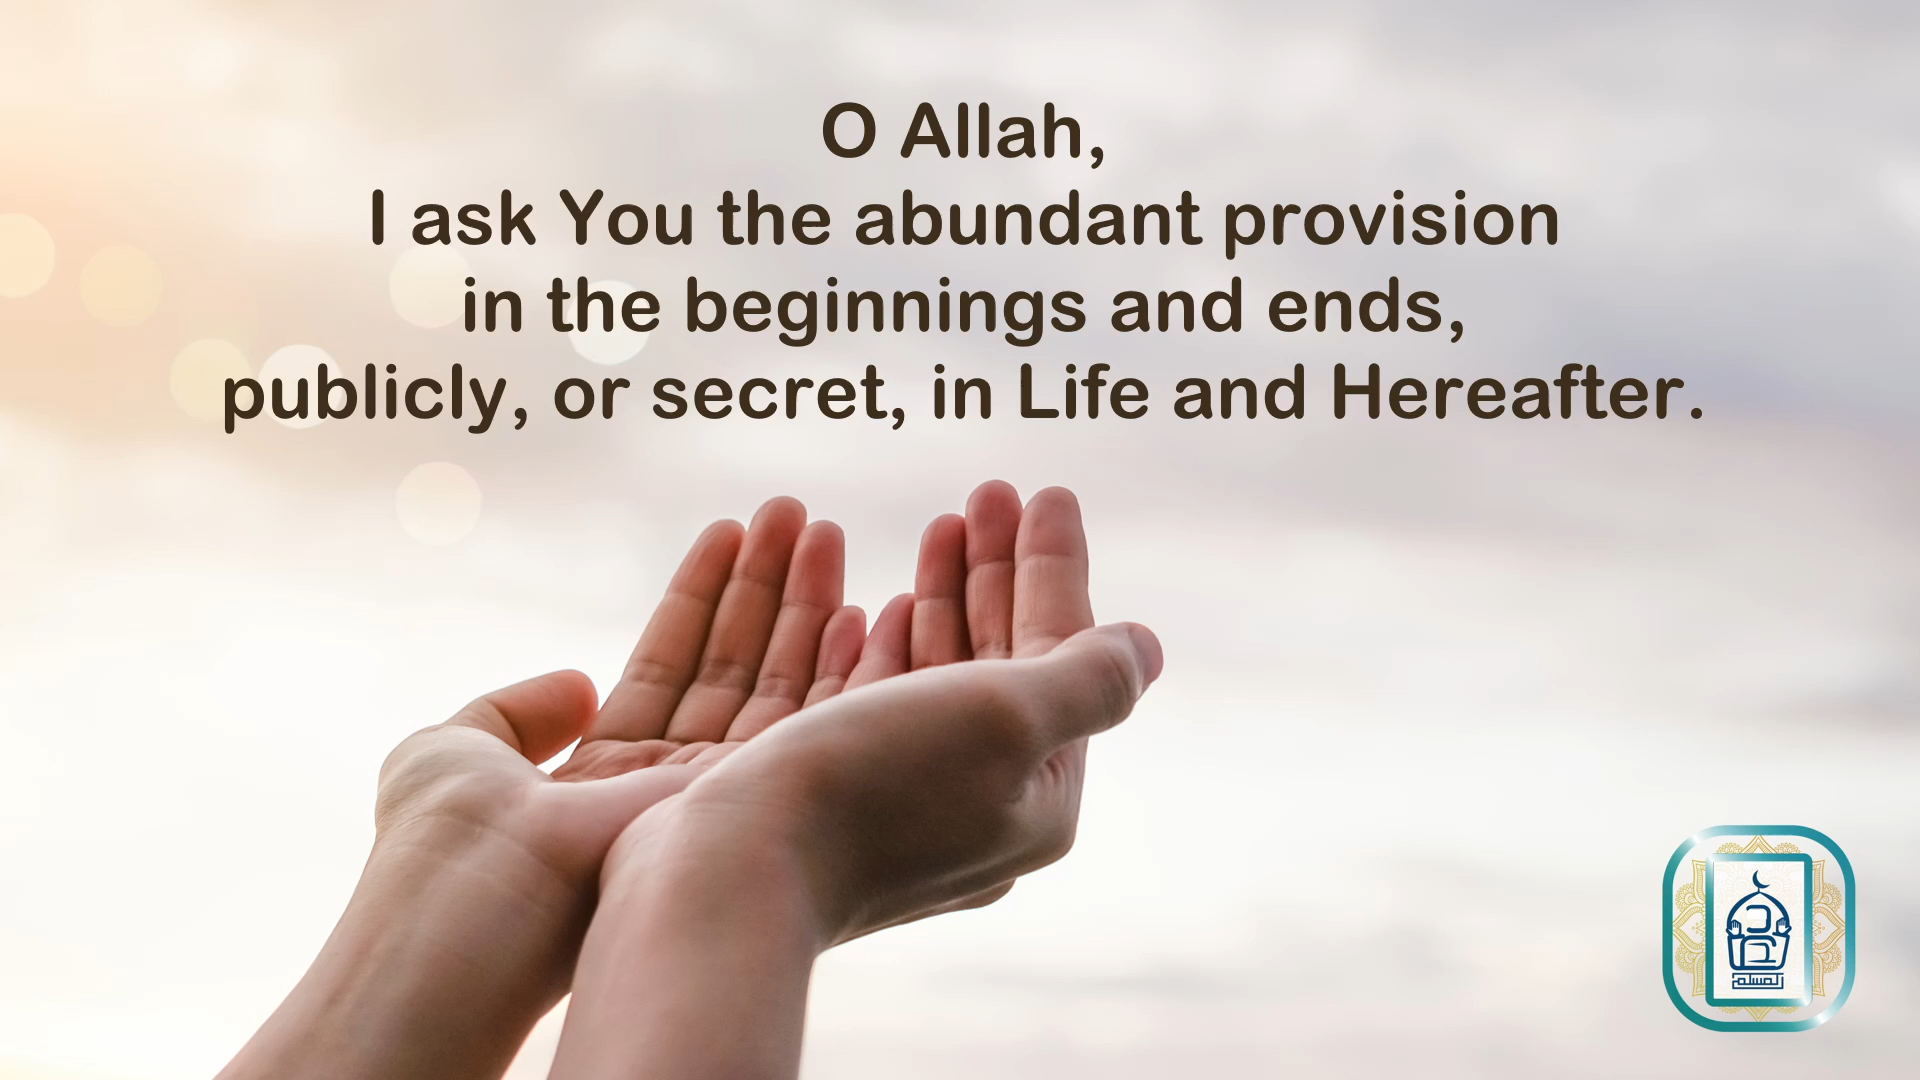 O Allah,
I ask You the abundant provision
in the beginnings and ends,
publicly, or secret, in Life and Hereafter.